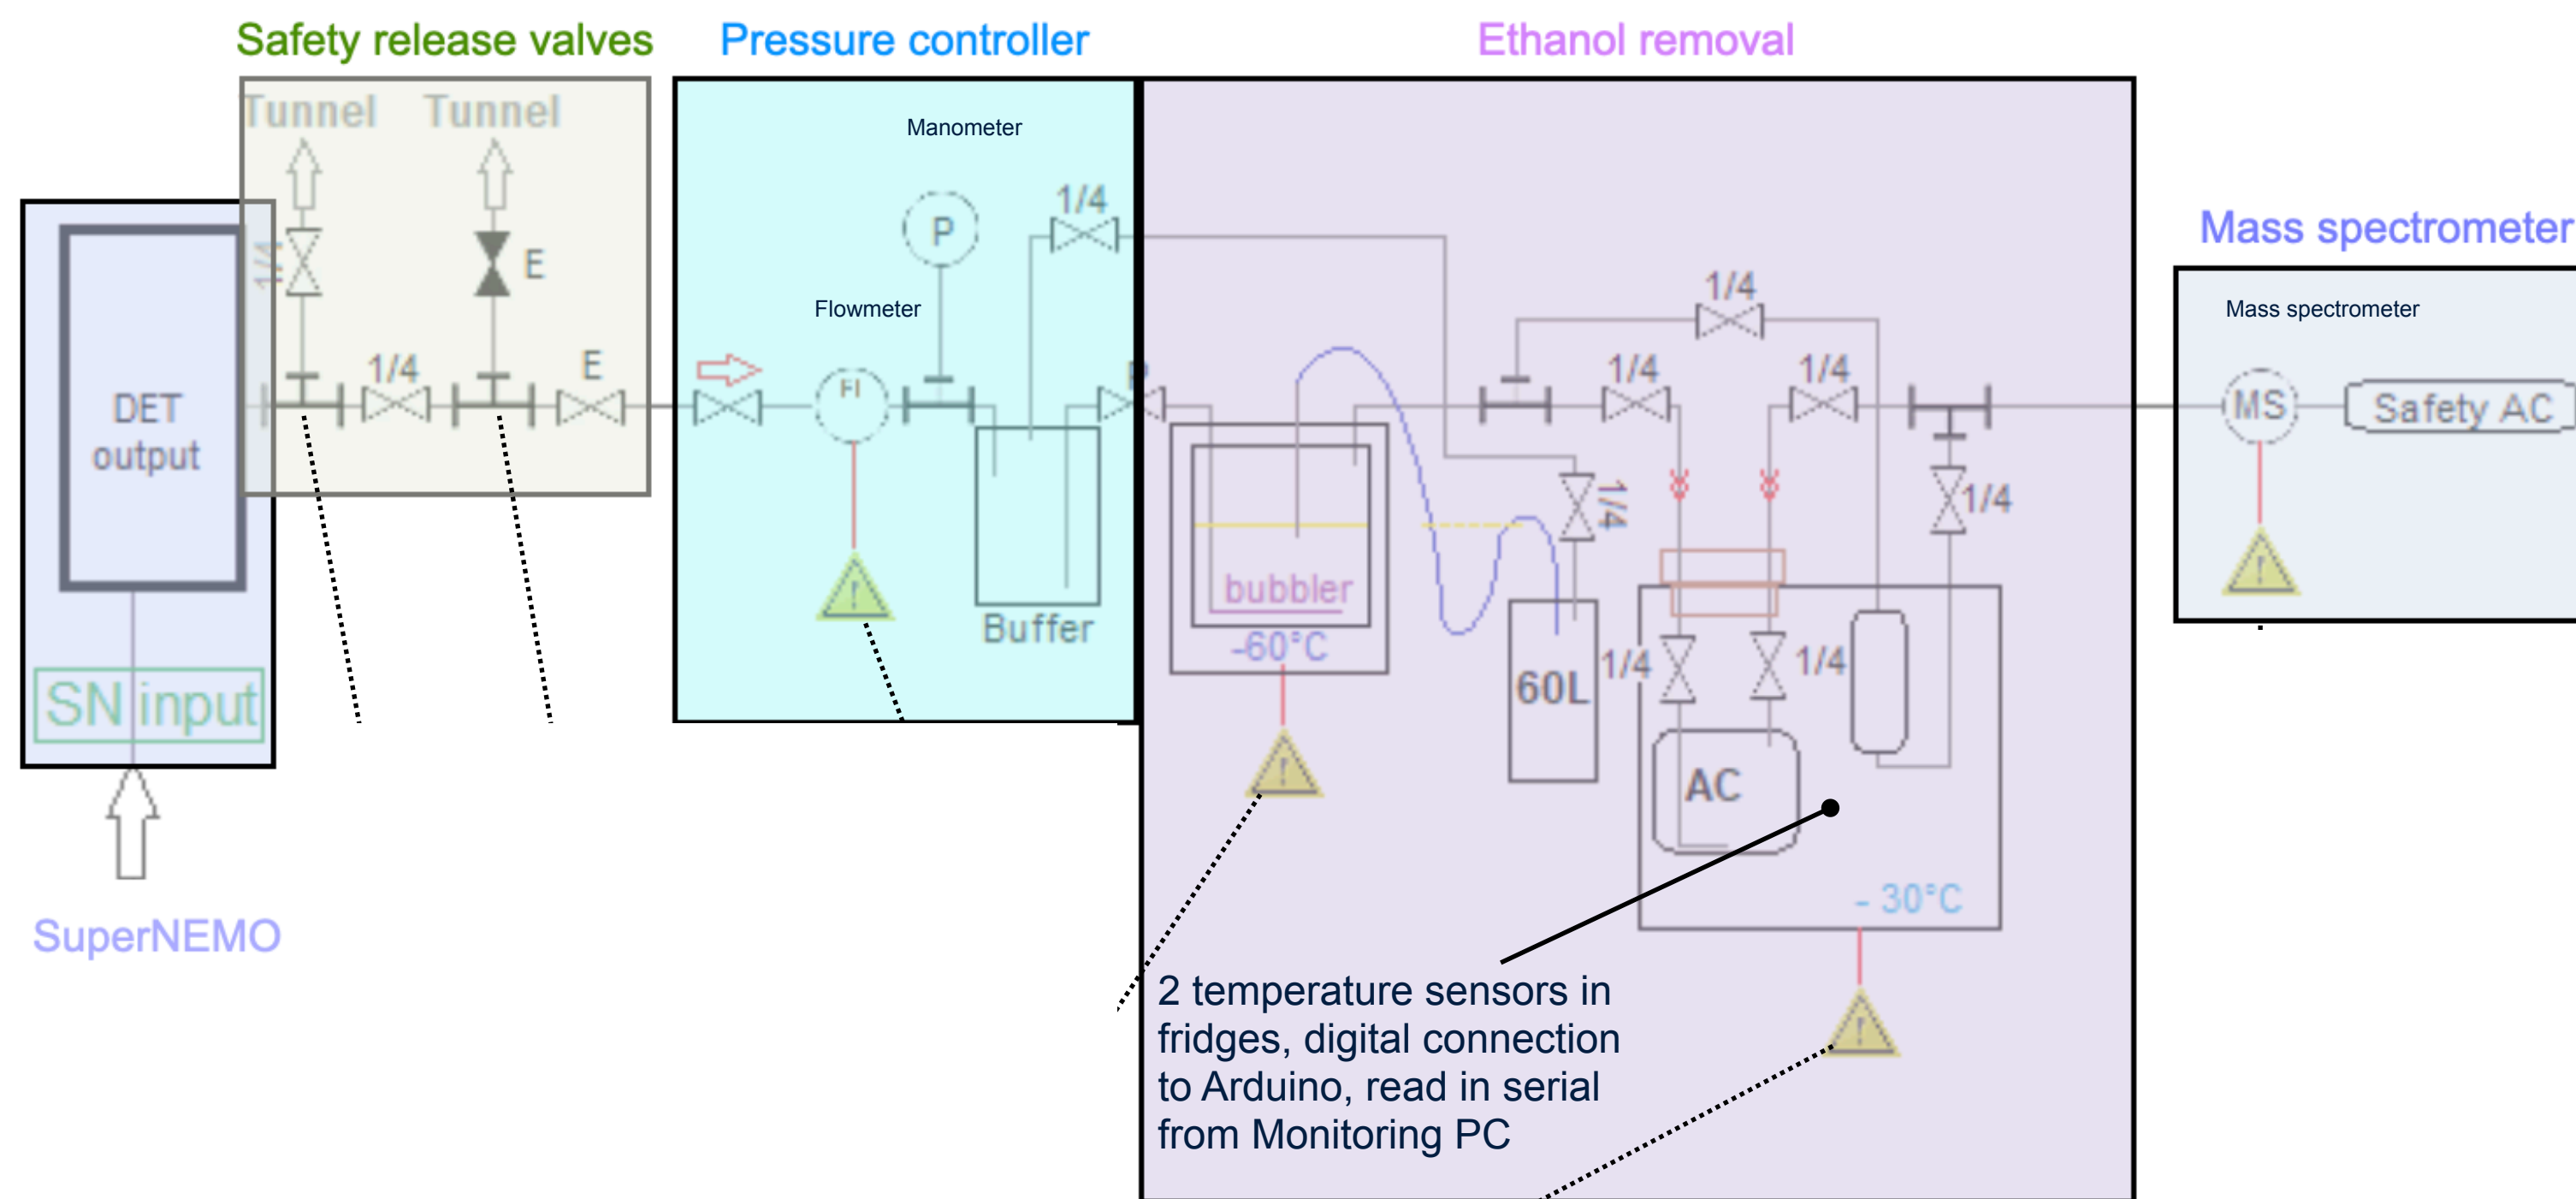 Safety release valves
Pressure controller
Ethanol removal
Tunnel
Tunnel
Manometer
1/4
P
1/4
E
Mass spectrometer
1/4
Flowmeter
Mass spectrometer
1/4
E
FI
1/4
1/4
DET
output
MS
Safety AC
1/4
1/4
bubbler
Buffer
-60°C
1/4
1/4
60L
SN input
AC
- 30°C
SuperNEMO
2 temperature sensors in
fridges, digital connection
to Arduino, read in serial
from Monitoring PC